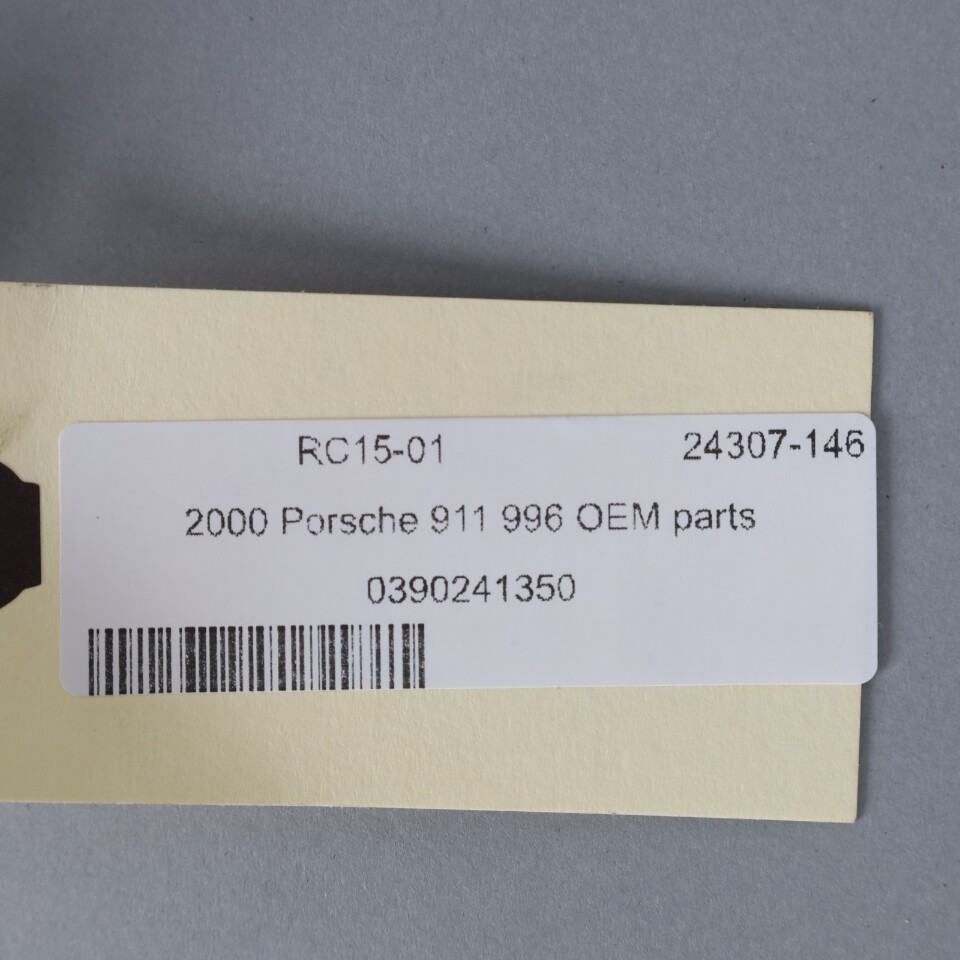 RC15-01 24307-146
2000 Porsche 911 996 OEM parts
0390241350